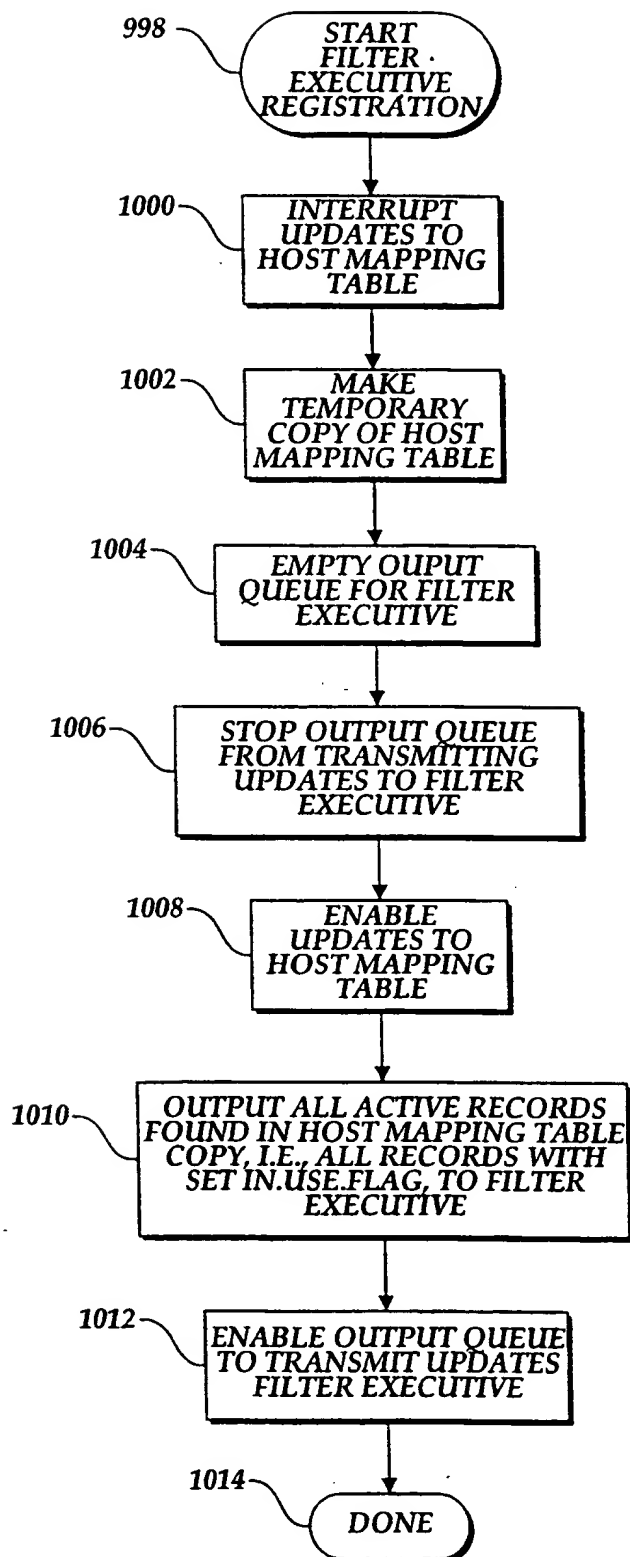 998
START
FILTER
EXECUTIVE
REGISTRATION
1000
INTERRUPT
UPDATES TO
HOST MAPPING
TABLE
1002
MAKE
TEMPORARY
COPY OF HOST
MAPPING TABLE
1004
EMPTY OUPUT
QUEUE FOR FILTER
EXECUTIVE
1006
STOP OUTPUT QUEUE
FROM TRANSMITTING
UPDATES TO FILTER
EXECUTIVE
1008
ENABLE
UPDATES TO
HOST MAPPING
TABLE
1010
OUTPUT ALL ACTIVE RECORDS
FOUND IN HOST MAPPING TABLE
COPY, I.E., ALL RECORDS WITH
SET IN.USE.FLAG, TO FILTER
EXECUTIVE
1012
ENABLE OUTPUT QUEUE
TO TRANSMIT UPDATES
FILTER EXECUTIVE
1014
DONE